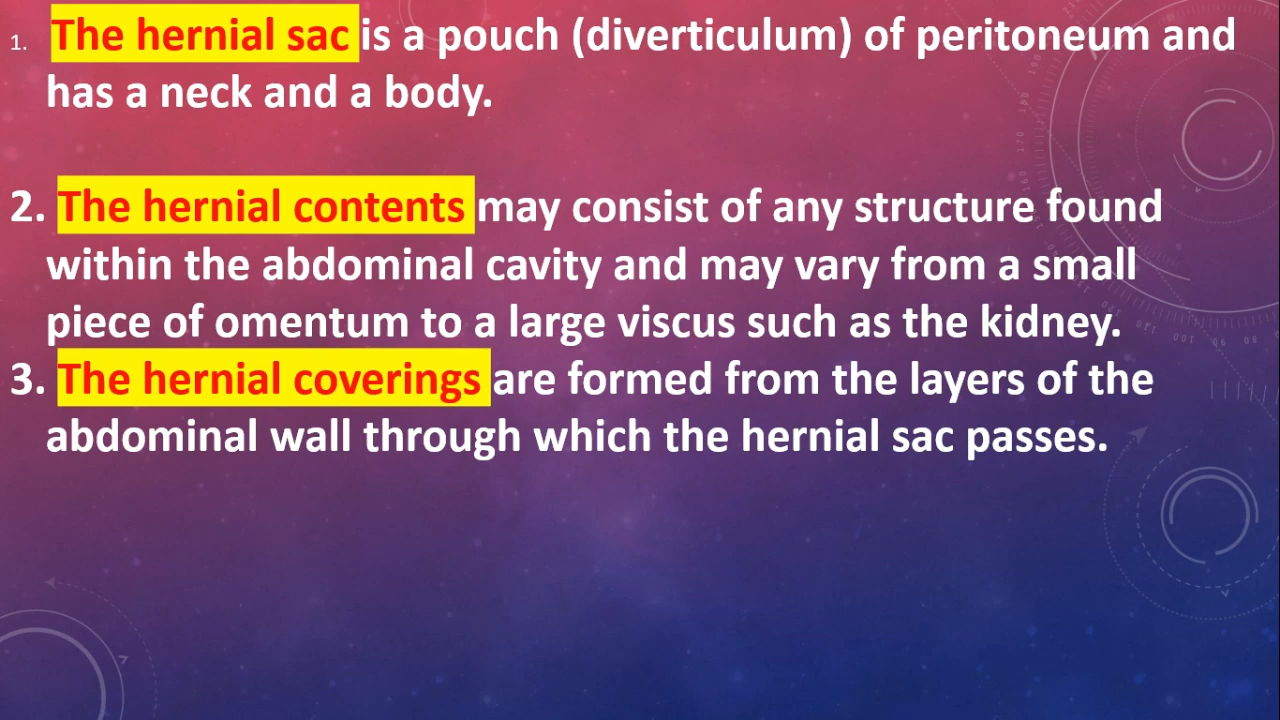 1. The hernial sac is a pouch (diverticulum) of peritoneum and
has a neck and a body.
2. The hernial contents may consist of any structure found
within the abdominal cavity and may vary from a small
piece of omentum to a large viscus such as the kidney.
3. The hernial coverings are formed from the layers of the
abdominal wall through which the hernial sac passes.